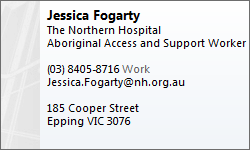 Jessica Fogarty
The Northern Hospital
Aboriginal Access and Support Worker
(03) 8405-8716 Work
Jessica.Fogarty@nh.org.au
185 Cooper Street
Epping VIC 3076